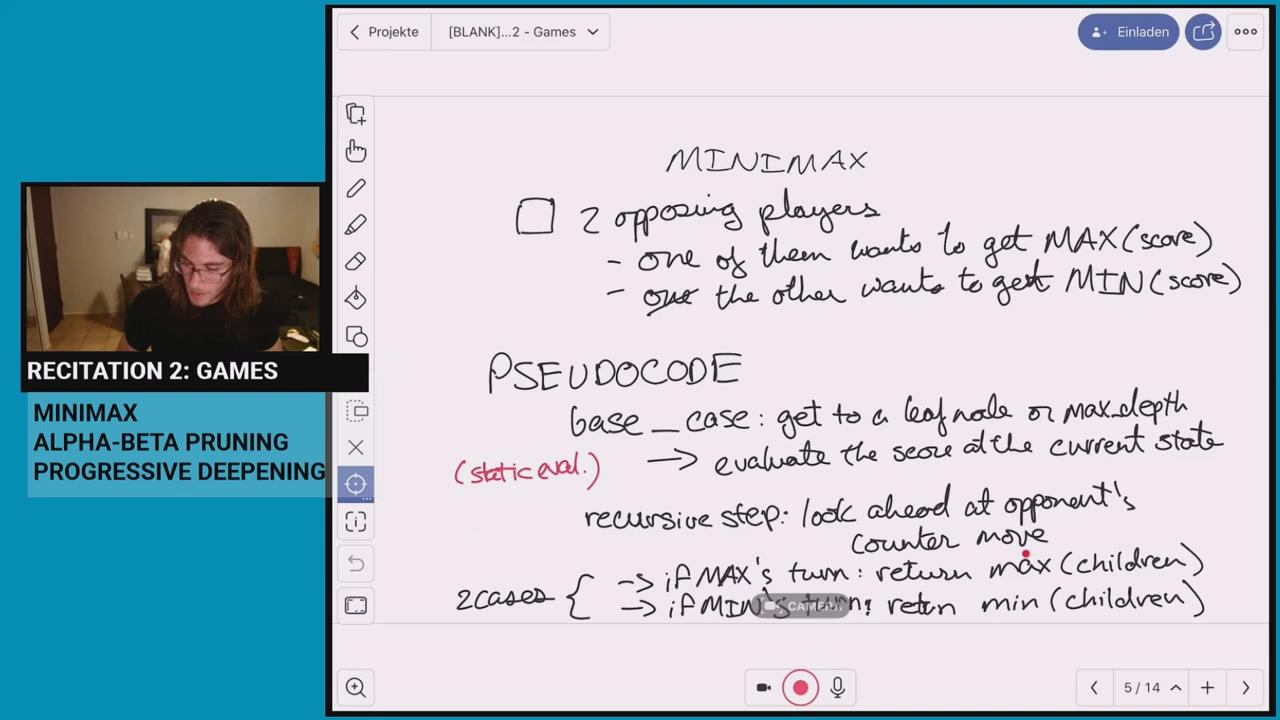 Projekte
[BLANK]...2 - Games
Einladen
MINIMAX
2 opposing players
- one of them wants to get MAX(score)
- one the other wants to get MIN(score)
PSEUDOCODE
base_case: get to a leaf node or max_depth
(static eval.) → evaluate the score at the current state
recursive step: look ahead at opponent's
counter move
2 cases { → if MAX's turn: return max(children)
→ if MIN's turn: retun min (children)
CAMERA
RECITATION 2: GAMES
MINIMAX
ALPHA-BETA PRUNING
PROGRESSIVE DEEPENING
5 / 14